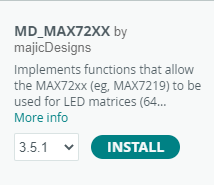 MD_MAX72XX by
majicDesigns
Implements functions that allow
the MAX72xx (eg, MAX7219) to be
used for LED matrices (64...
More info
3.5.1 INSTALL